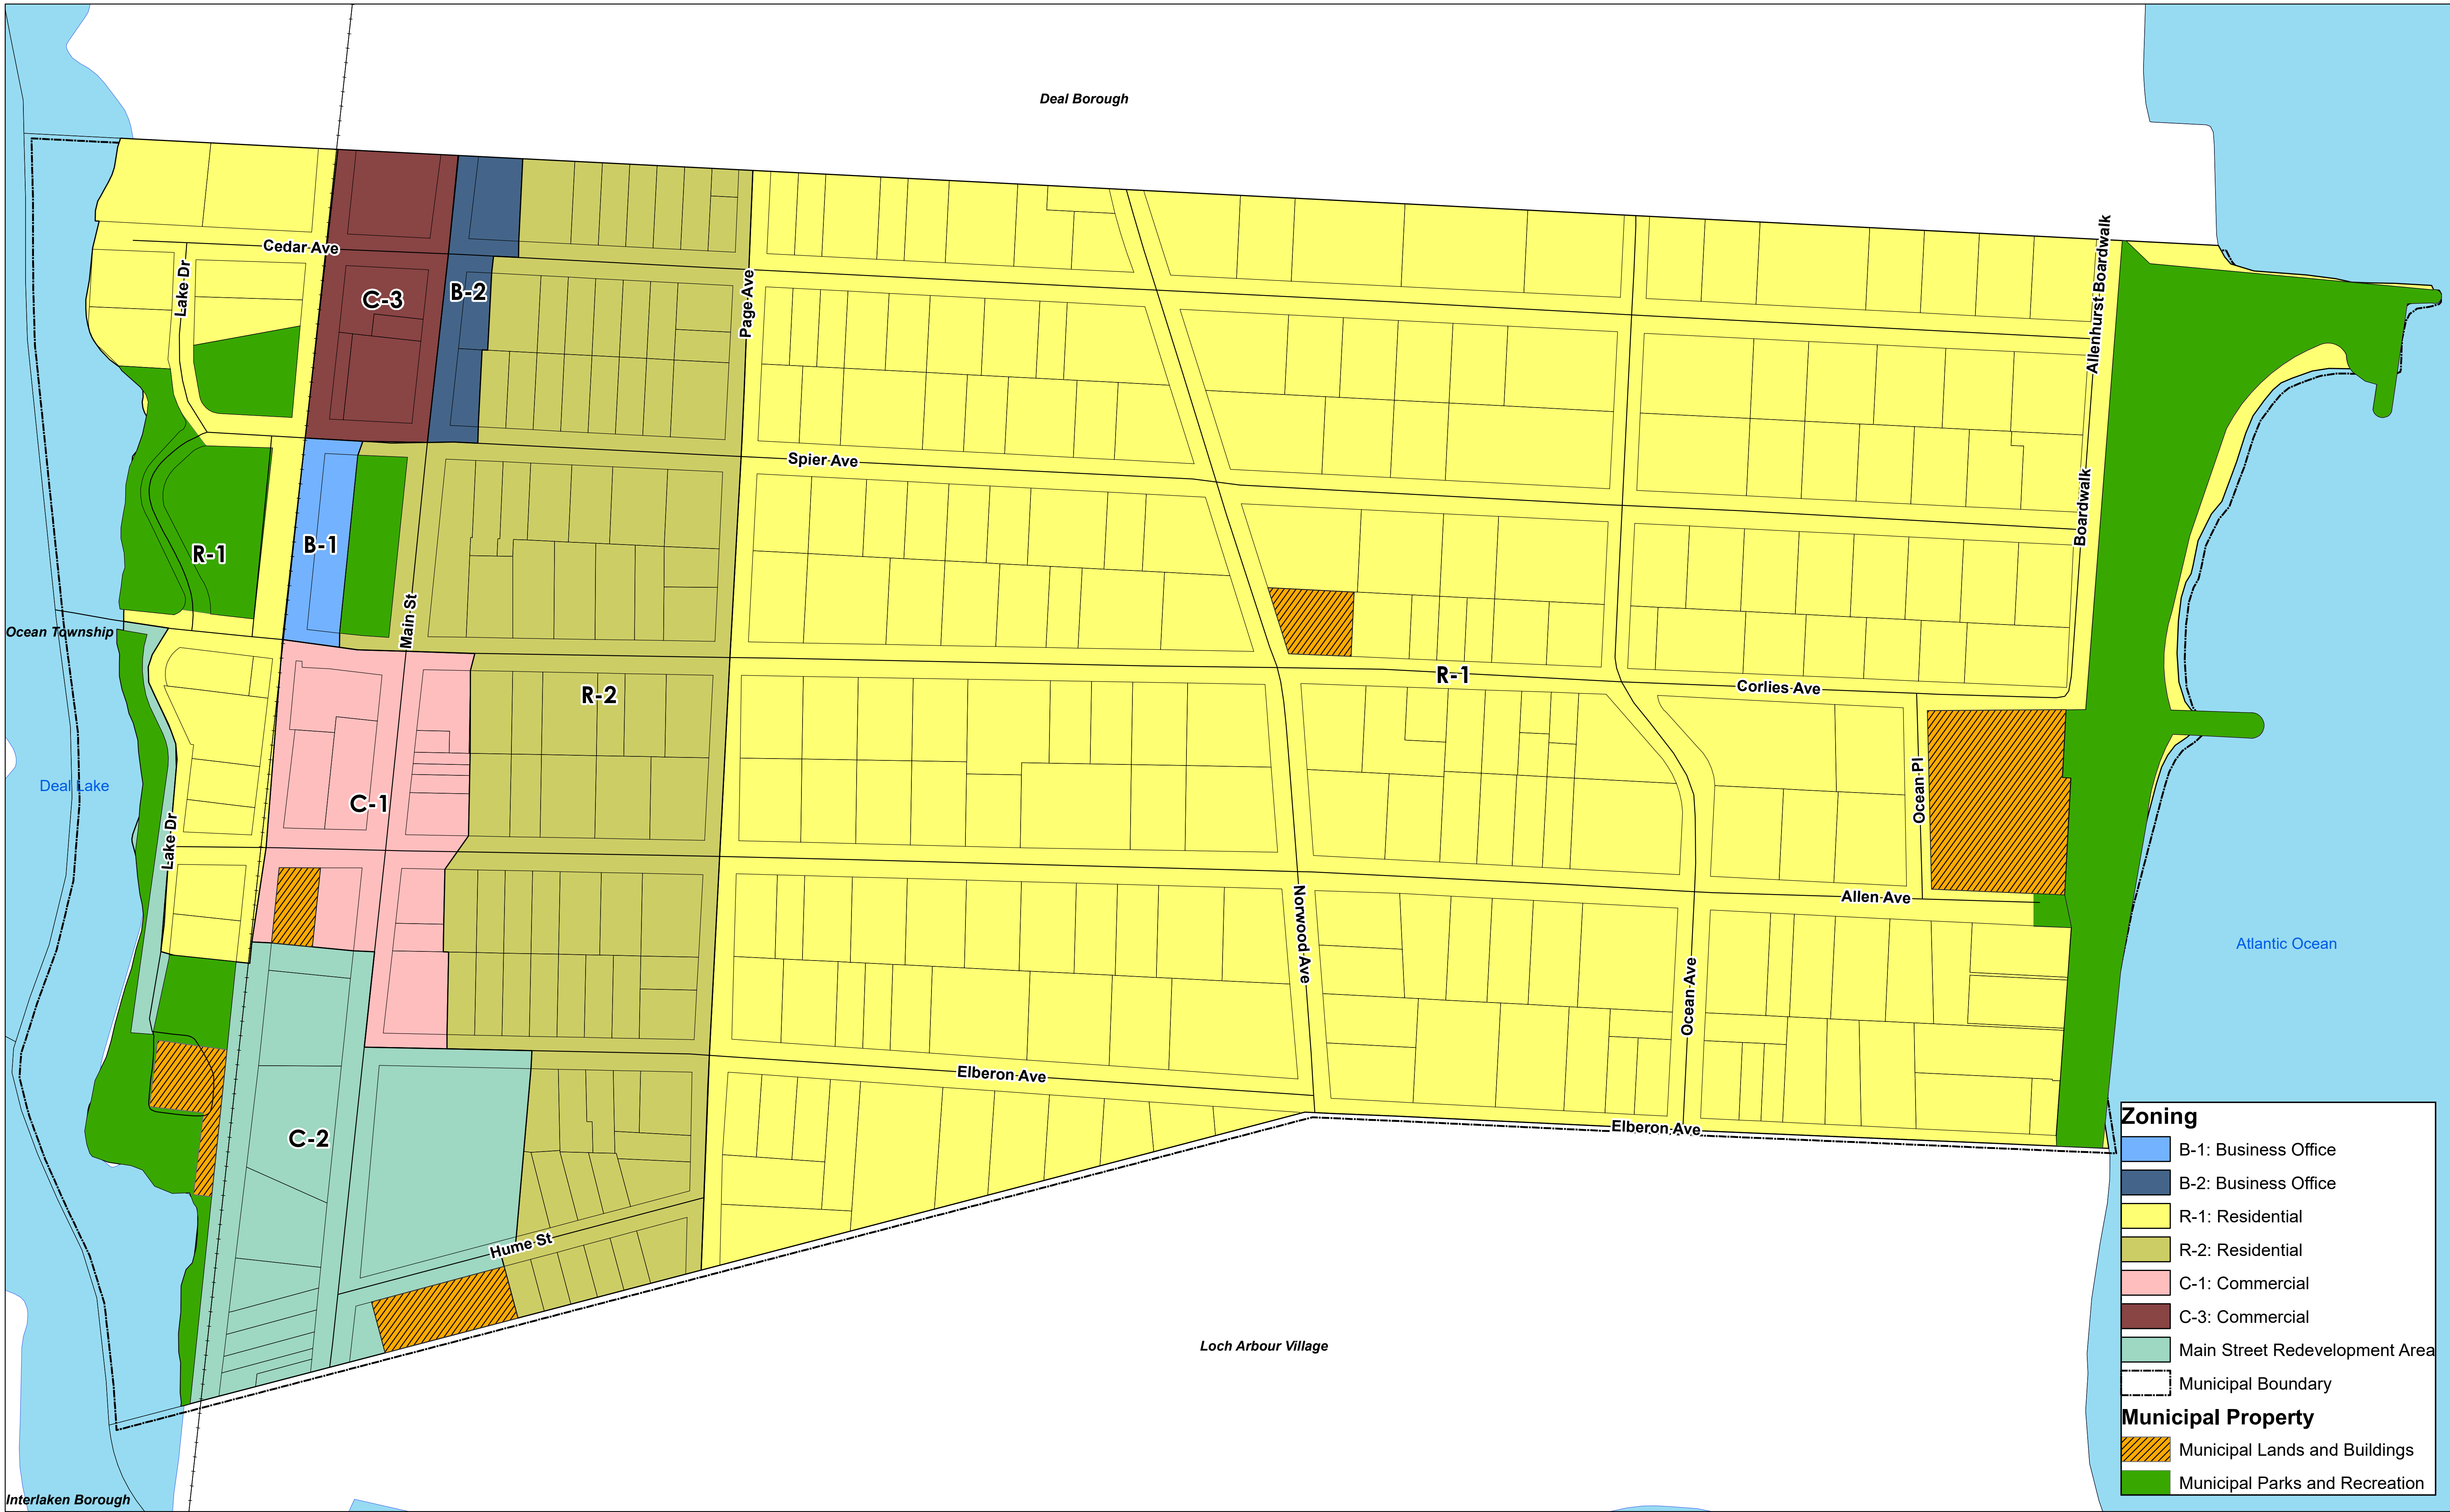 Deal Borough
Allenhurst Boardwalk
Cedar Ave
Lake Dr
C-3
B-2
Page Ave
Spier Ave
Boardwalk
R-1
B-1
Main St
Ocean Township
R-2
R-1
Corlies Ave
Deal Lake
C-1
Lake Dr
Ocean Pl
Allen Ave
Norwood Ave
Ocean Ave
Atlantic Ocean
Elberon Ave
Elberon Ave
C-2
Hume St
Loch Arbour Village
Interlaken Borough
Zoning
B-1: Business Office
B-2: Business Office
R-1: Residential
R-2: Residential
C-1: Commercial
C-3: Commercial
Main Street Redevelopment Area
Municipal Boundary
Municipal Property
Municipal Lands and Buildings
Municipal Parks and Recreation